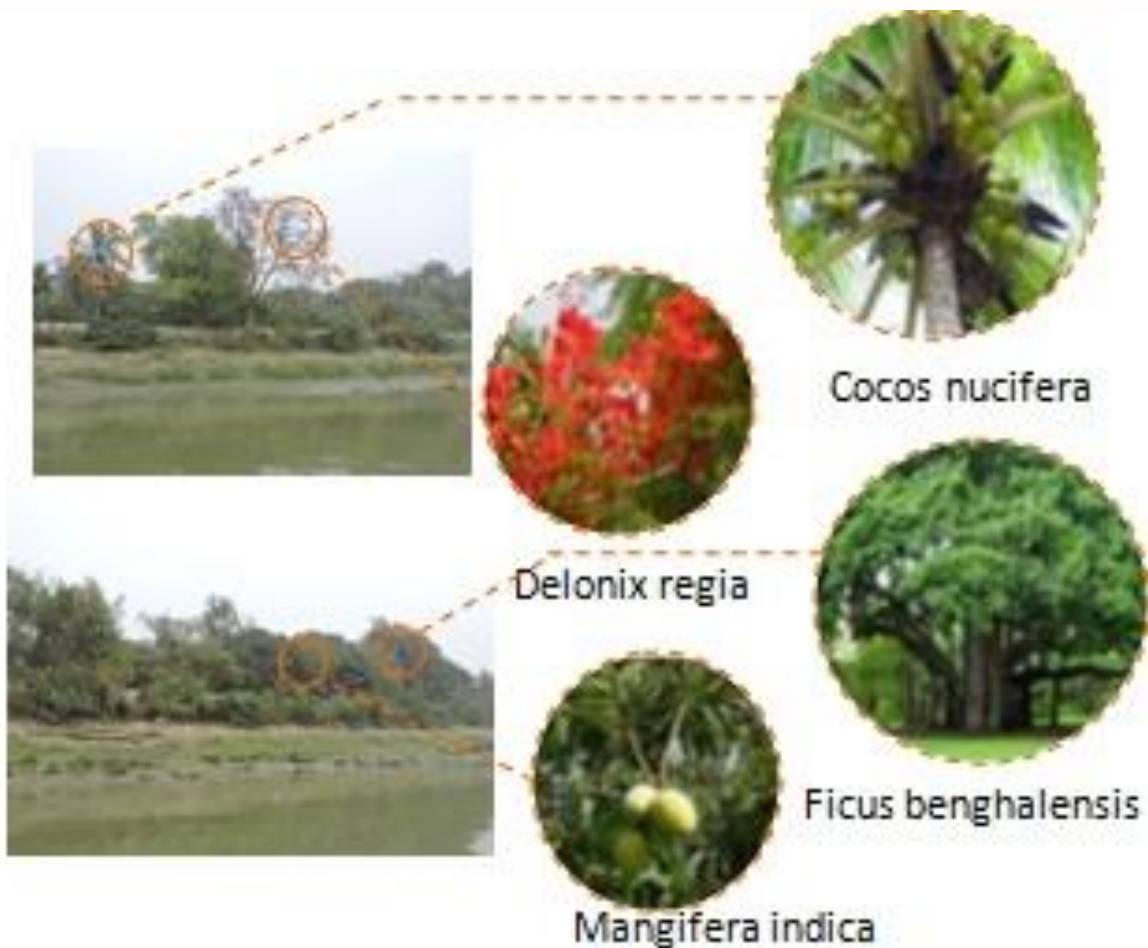 Cocos nucifera
Delonix regia
Ficus benghalensis
Mangifera indica